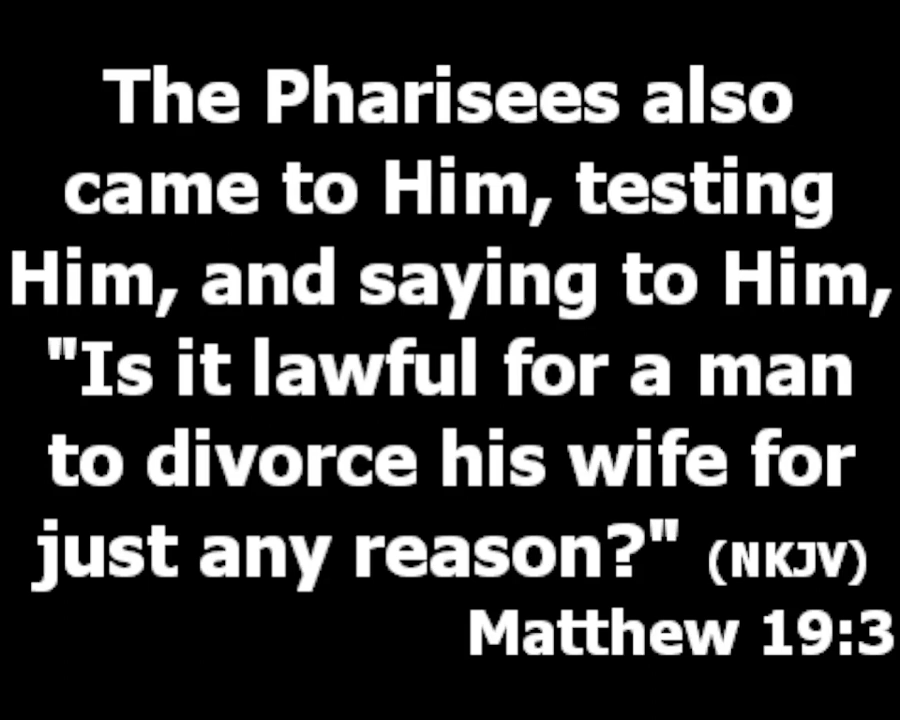 The Pharisees also
came to Him, testing
Him, and saying to Him,
"Is it lawful for a man
to divorce his wife for
just any reason?" (NKJV)
Matthew 19:3